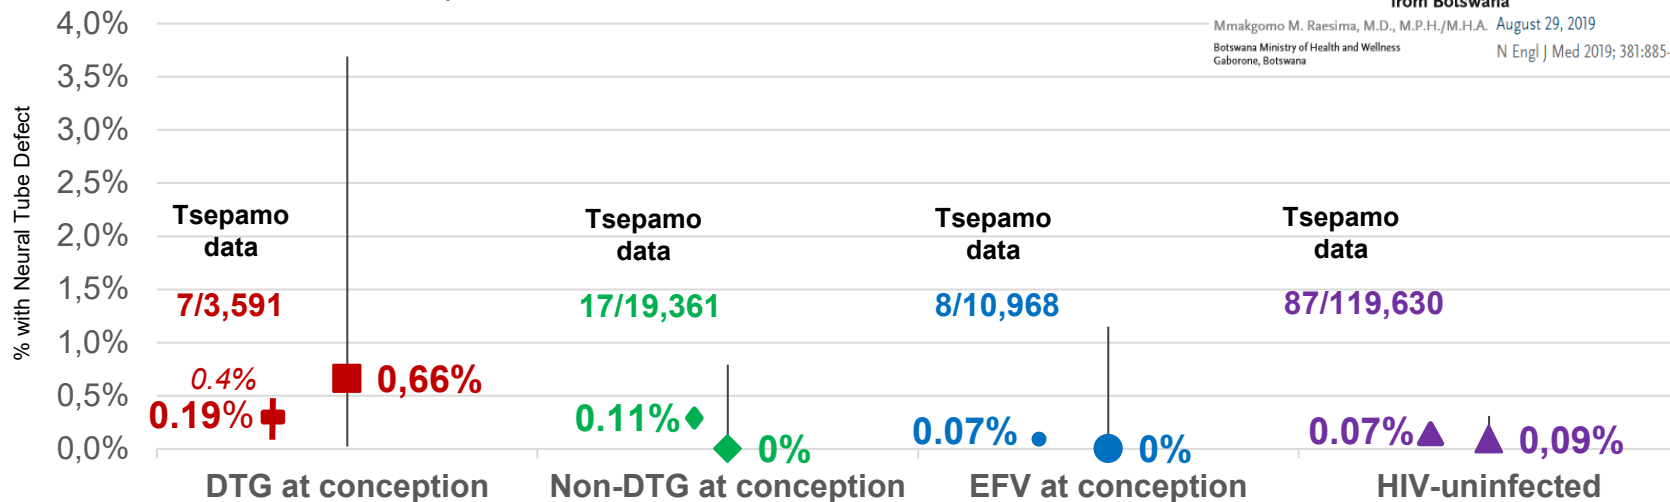 from Botswana
Mmakgomo M. Raesima, M.D., M.P.H./M.H.A. August 29, 2019
Botswana Ministry of Health and Wellness
Gaborone, Botswana
N Engl J Med 2019; 381:885-
% with Neural Tube Defect
4,0%
3,5%
3,0%
2,5%
2,0%
1,5%
1,0%
0,5%
0,0%
Tsepamo
data
7/3,591
0.4%
0.19%
0,66%
DTG at conception
Tsepamo
data
17/19,361
0.11%
0%
Non-DTG at conception
Tsepamo
data
8/10,968
0.07%
0%
EFV at conception
Tsepamo
data
87/119,630
0.07%
0,09%
HIV-uninfected